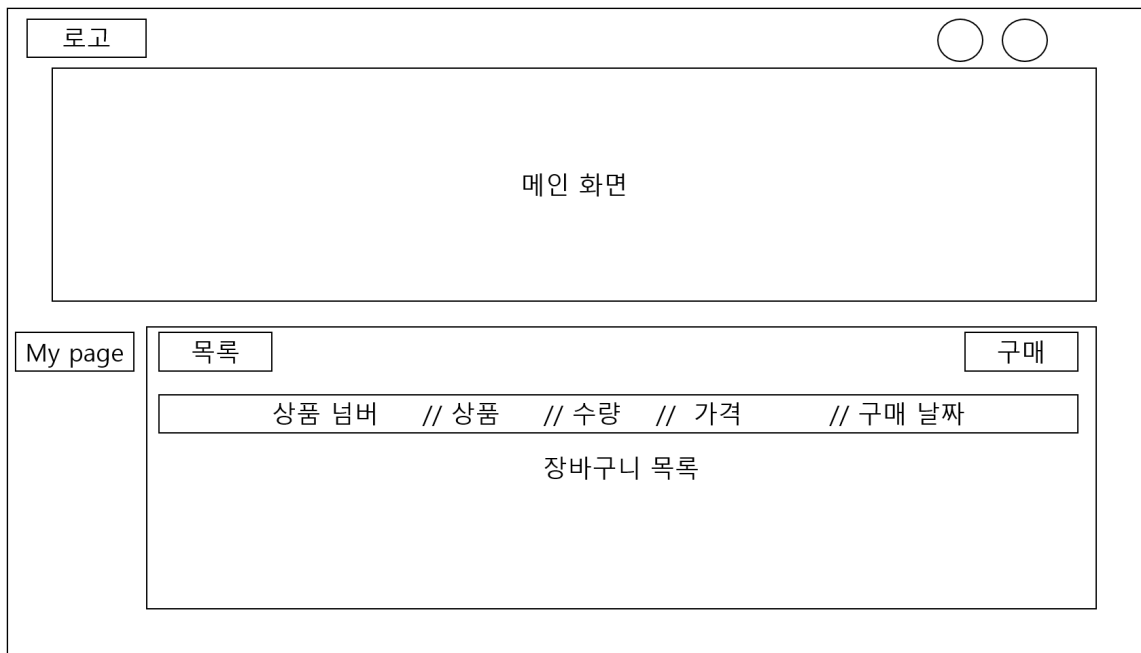 로고
메인 화면
My page
목록
구매
상품 넘버 // 상품 // 수량 // 가격 // 구매 날짜
장바구니 목록